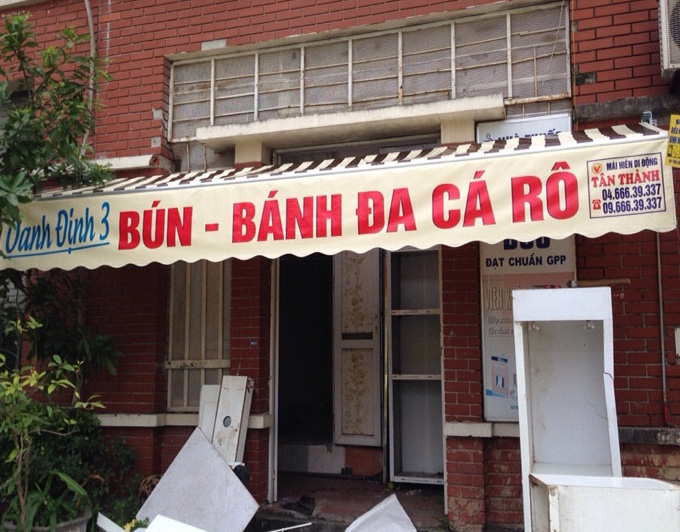 Oanh Định 3 BÚN - BÁNH ĐA CÁ RÔ
MÁI HIÊN DI ĐỘNG
TÂN THÀNH
04.666.39.337
09.666.39.337
ĐẠT CHUẨN GPP